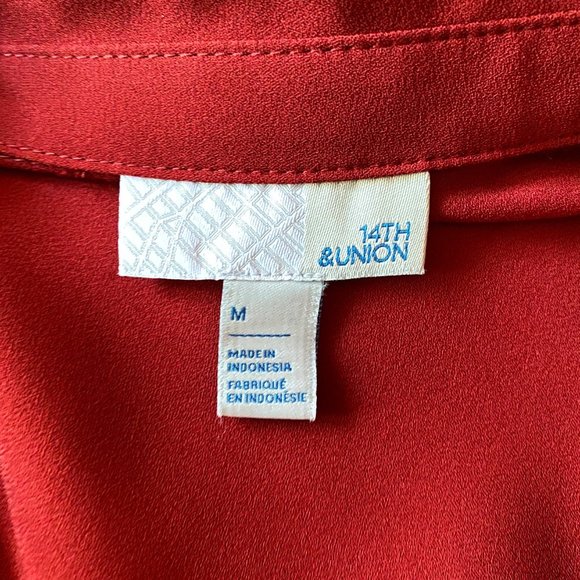 14TH
&UNION
M
MADE IN
INDONESIA
FABRIQUÉ
EN INDONÉSIE